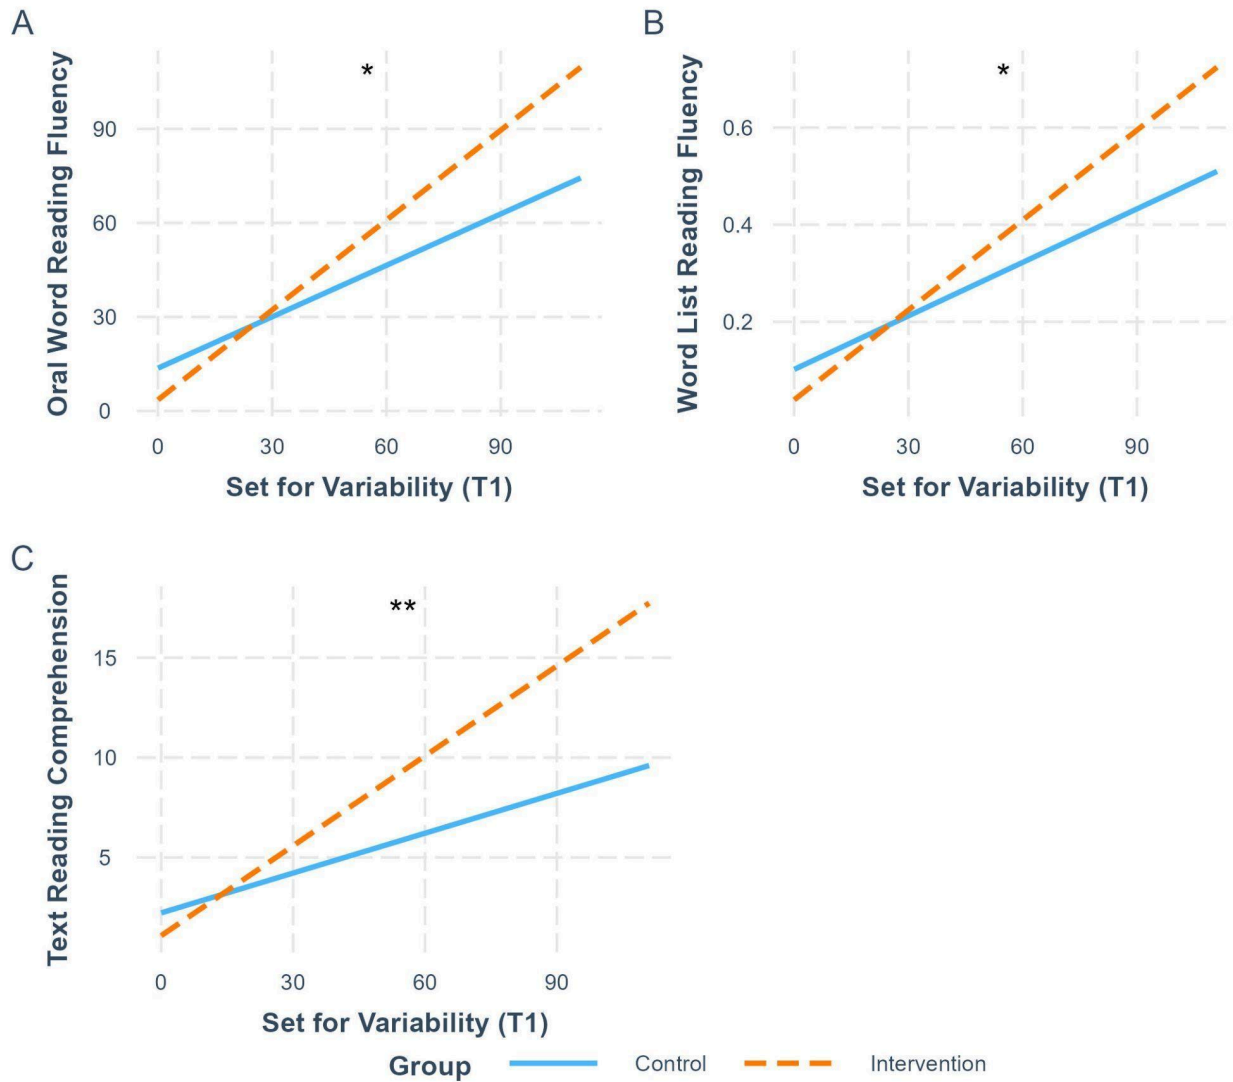 A
Oral Word Reading Fluency
*
90
60
30
0
0 30 60 90
Set for Variability (T1)
B
Word List Reading Fluency
*
0.6
0.4
0.2
0 30 60 90
Set for Variability (T1)
C
Text Reading Comprehension
**
15
10
5
0 30 60 90
Set for Variability (T1)
Group Control Intervention